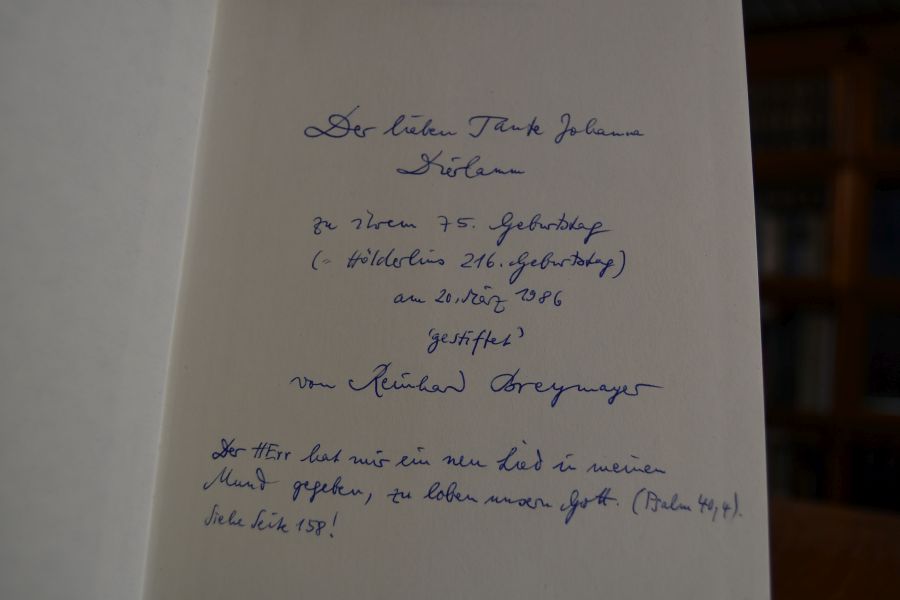 Der lieben Tante Johanna
Dierlamm
zu ihrem 75. Geburtstag
(= Hölderlins 216. Geburtstag)
am 20. März 1986
'gestiftet'
von Reinhard Breymayer
Der HErr hat mir ein neu Lied in meinen
Mund gegeben, zu loben unsern Gott. (Psalm 40,4).
Siehe Seite 158!